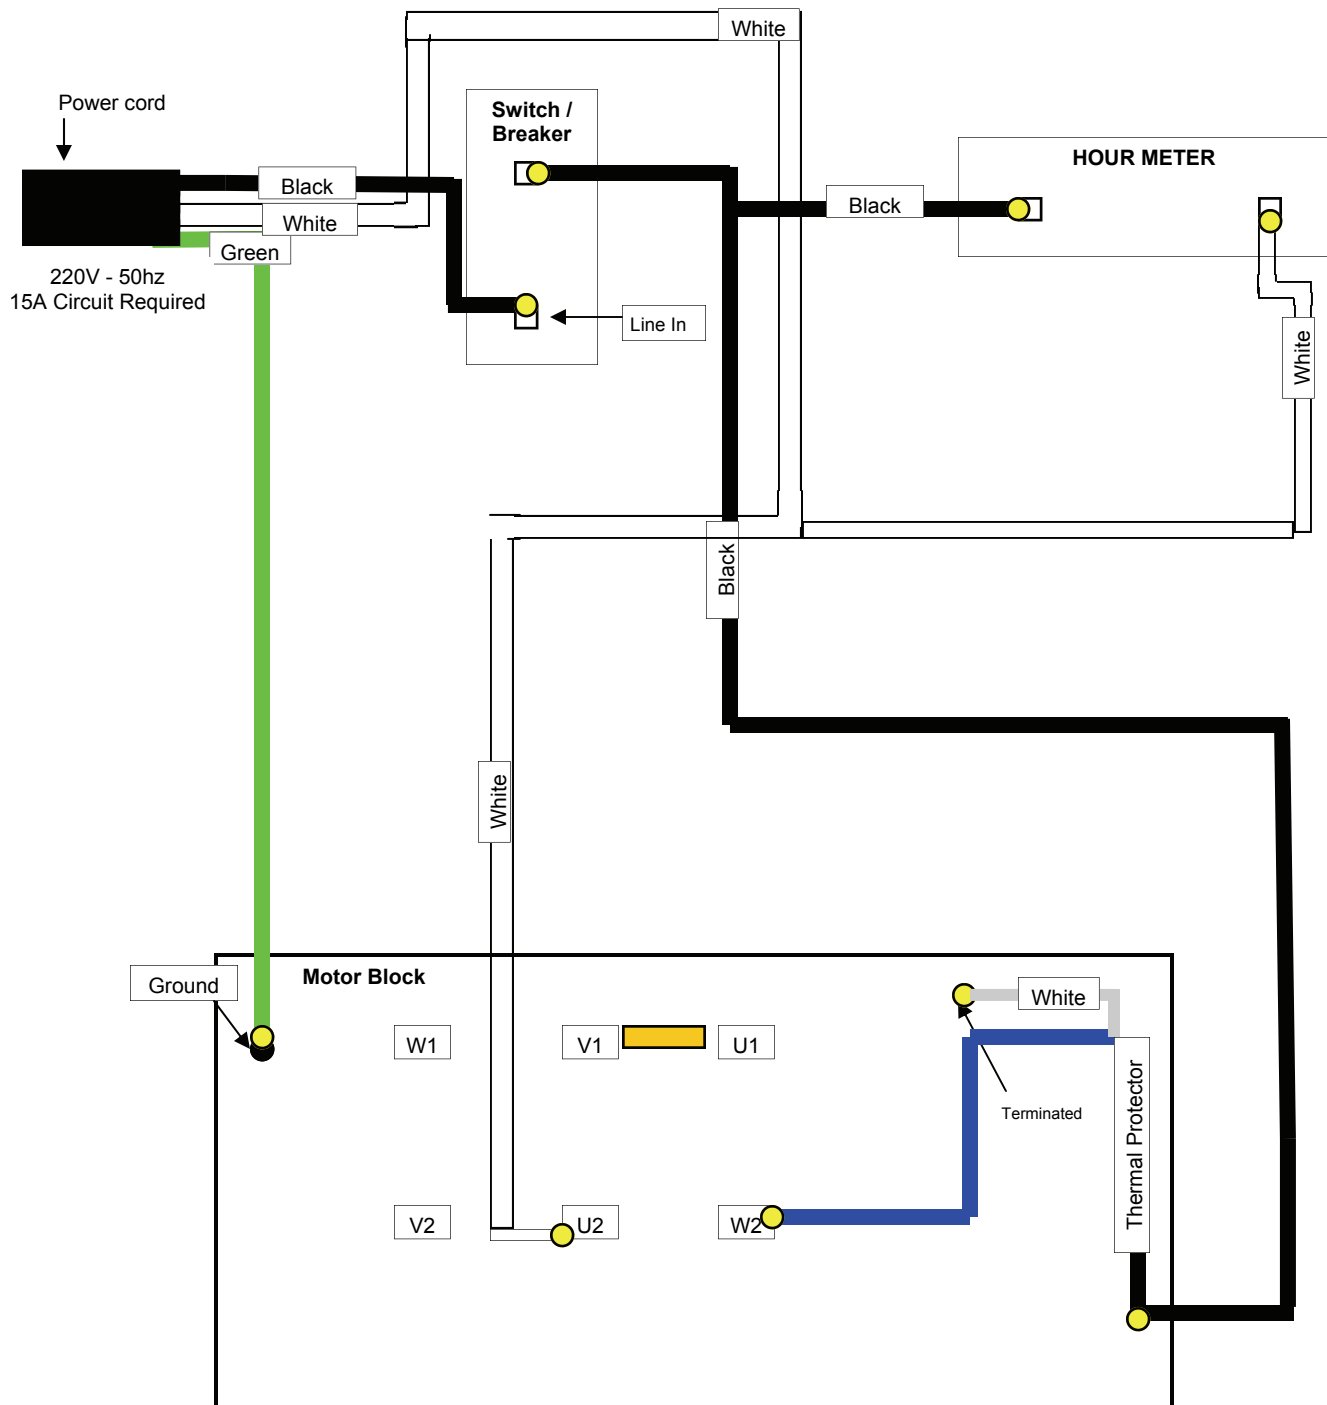 White
Power cord
Switch /
Breaker
HOUR METER
Black
Black
White
Green
220V - 50hz
15A Circuit Required
Line In
White
Black
White
Ground
Motor Block
White
W1
V1
U1
Terminated
Thermal Protector
V2
U2
W2